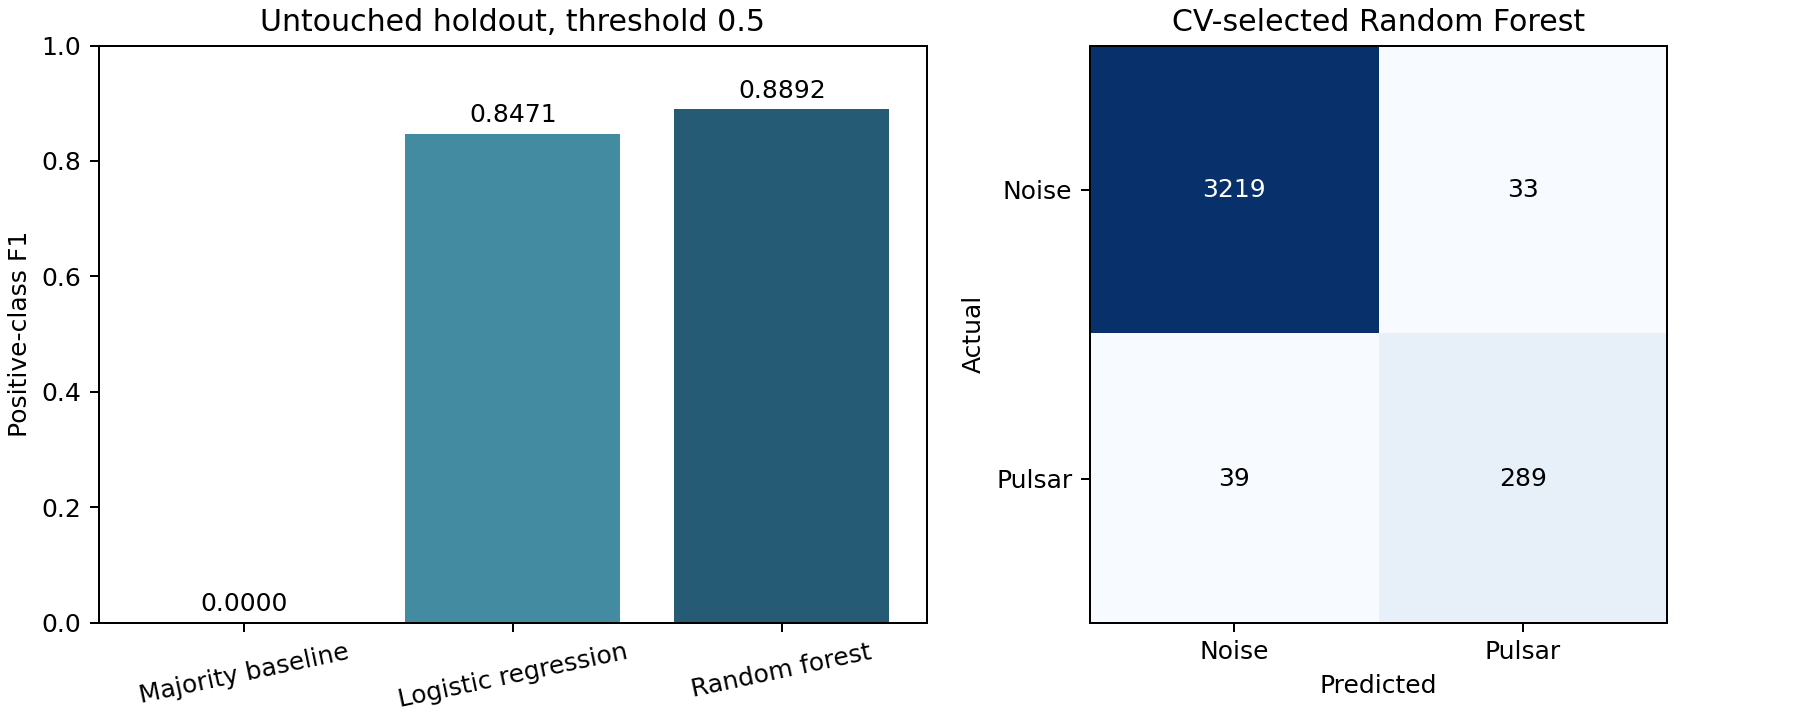 Untouched holdout, threshold 0.5
Positive-class F1
1.0
0.8
0.6
0.4
0.2
0.0
0.0000
0.8471
0.8892
Majority baseline
Logistic regression
Random forest
CV-selected Random Forest
Actual
Noise
Pulsar
3219
33
39
289
Noise
Pulsar
Predicted